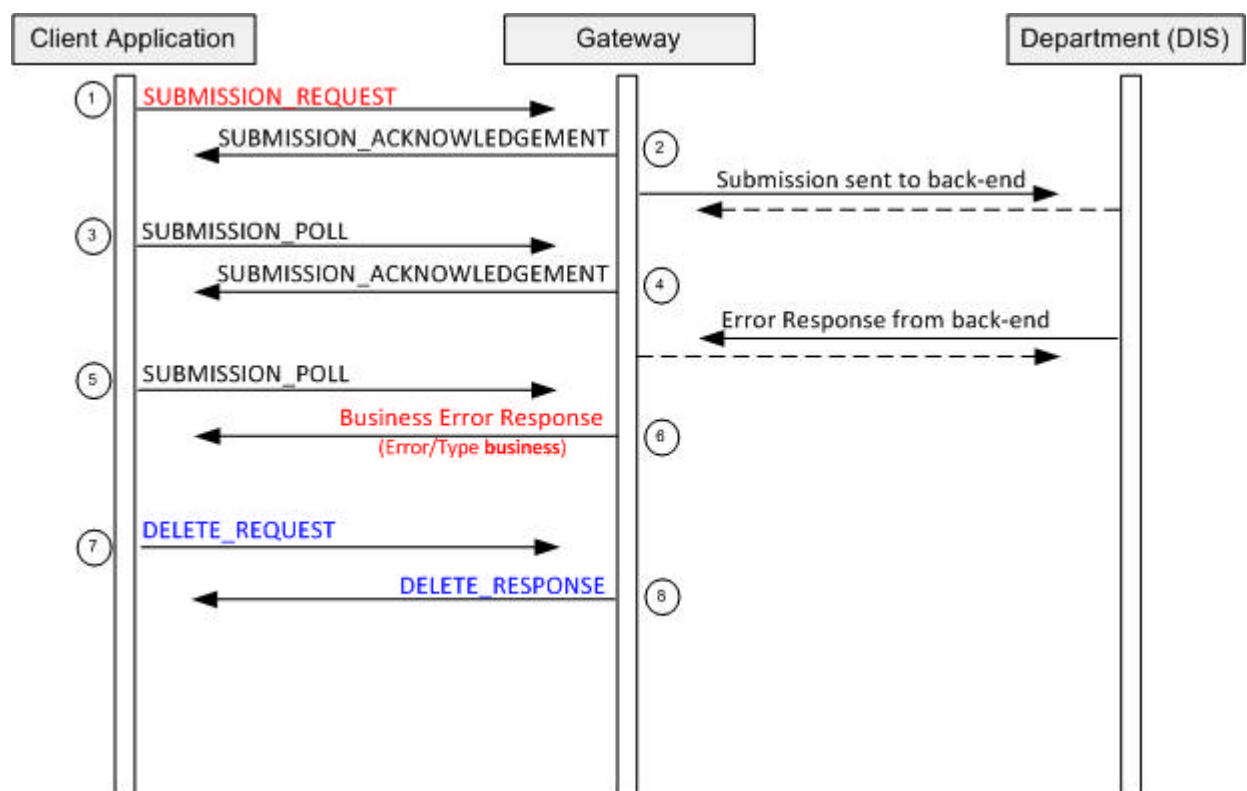 Client Application
Gateway
Department (DIS)
1
SUBMISSION_REQUEST
SUBMISSION_ACKNOWLEDGEMENT
2
Submission sent to back-end
3
SUBMISSION_POLL
SUBMISSION_ACKNOWLEDGEMENT
4
Error Response from back-end
5
SUBMISSION_POLL
Business Error Response
(Error/Type business)
6
7
DELETE_REQUEST
DELETE_RESPONSE
8